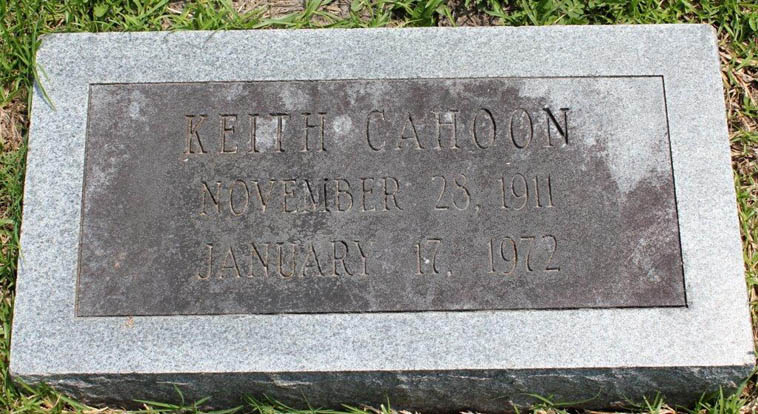 KEITH CAHOON
NOVEMBER 28, 1911
JANUARY 17, 1972